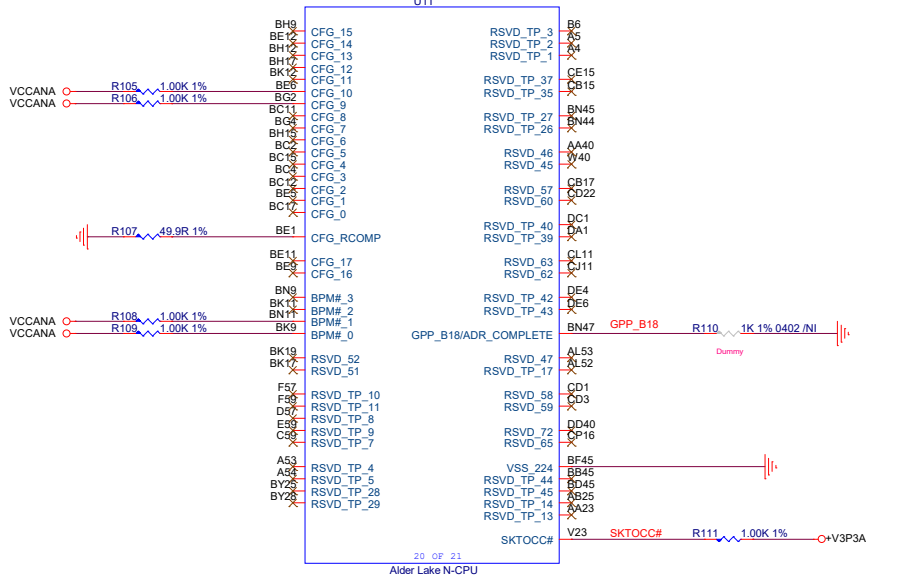 U11
BH9 CFG_15 RSVD_TP_3 B6
BE12 CFG_14 RSVD_TP_2 A5
BH12 CFG_13 RSVD_TP_1 A4
BH17 CFG_12
BK12 CFG_11 RSVD_TP_37 CE15
VCCANA R105 1.00K 1% BE6 CFG_10 RSVD_TP_35 CB15
VCCANA R106 1.00K 1% BG2 CFG_9
BC11 CFG_8 RSVD_TP_27 BN45
BG4 CFG_7 RSVD_TP_26 BN44
BH15 CFG_6
BC2 CFG_5 RSVD_46 AA40
BC15 CFG_4 RSVD_45 W40
BC4 CFG_3
BC12 CFG_2 RSVD_57 CB17
BE5 CFG_1 RSVD_60 CD22
BC17 CFG_0
RSVD_TP_40 DC1
R107 49.9R 1% BE1 CFG_RCOMP RSVD_TP_39 DA1
BE11 CFG_17 RSVD_63 CL11
BE9 CFG_16 RSVD_62 CJ11
BN9 BPM#_3 RSVD_TP_42 DE4
BK11 BPM#_2 RSVD_TP_43 DE6
VCCANA R108 1.00K 1% BN11 BPM#_1
VCCANA R109 1.00K 1% BK9 BPM#_0 GPP_B18/ADR_COMPLETE BN47 GPP_B18 R110 1K 1% 0402 /NI
Dummy
BK19 RSVD_52 RSVD_47 AL53
BK17 RSVD_51 RSVD_TP_17 AL52
F57 RSVD_TP_10 RSVD_58 CD1
F59 RSVD_TP_11 RSVD_59 CD3
D57 RSVD_TP_8
E59 RSVD_TP_9 RSVD_72 DD40
C59 RSVD_TP_7 RSVD_65 CP16
A53 RSVD_TP_4 VSS_224 BF45
A54 RSVD_TP_5 RSVD_TP_44 BB45
BY25 RSVD_TP_28 RSVD_TP_45 BD45
BY28 RSVD_TP_29 RSVD_TP_14 AB25
RSVD_TP_13 AA23
SKTOCC# V23 SKTOCC# R111 1.00K 1% +V3P3A
20 OF 21
Alder Lake N-CPU